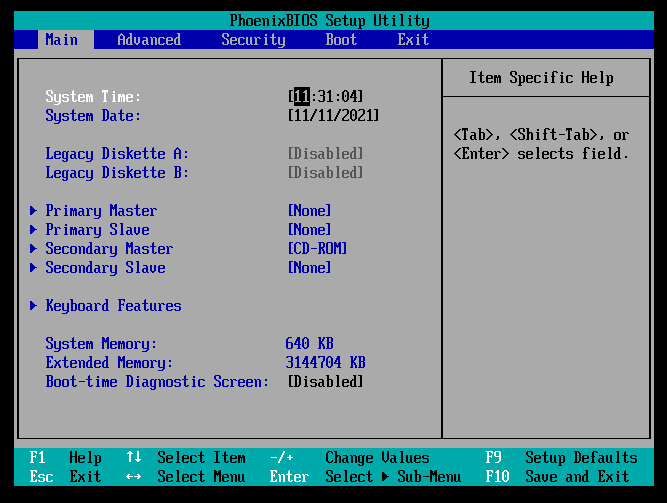 PhoenixBIOS Setup Utility
Main Advanced Security Boot Exit
Item Specific Help
System Time: [11:31:04]
System Date: [11/11/2021]
<Tab>, <Shift-Tab>, or
<Enter> selects field.
Legacy Diskette A: [Disabled]
Legacy Diskette B: [Disabled]
Primary Master [None]
Primary Slave [None]
Secondary Master [CD-ROM]
Secondary Slave [None]
Keyboard Features
System Memory: 640 KB
Extended Memory: 3144704 KB
Boot-time Diagnostic Screen: [Disabled]
F1 Help ↑↓ Select Item -/+ Change Values F9 Setup Defaults
Esc Exit ↔ Select Menu Enter Select ▶ Sub-Menu F10 Save and Exit